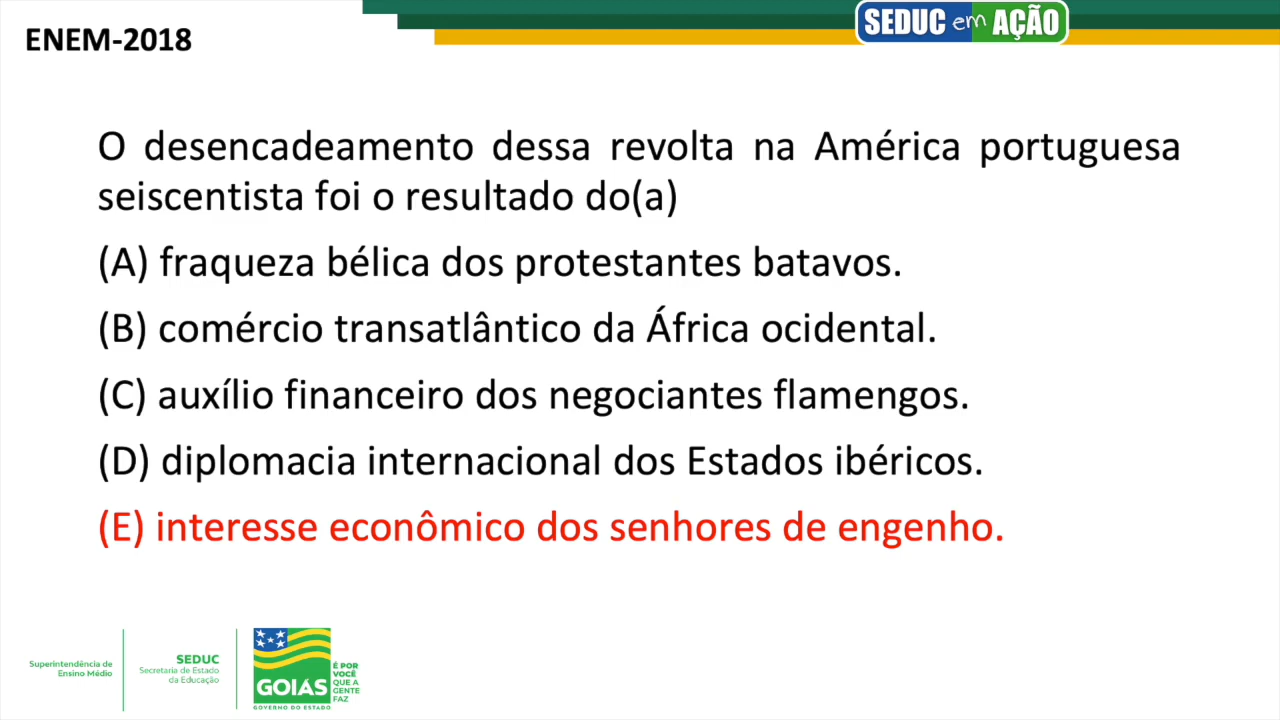 ENEM-2018
SEDUC em AÇÃO
O desencadeamento dessa revolta na América portuguesa
seiscentista foi o resultado do(a)
(A) fraqueza bélica dos protestantes batavos.
(B) comércio transatlântico da África ocidental.
(C) auxílio financeiro dos negociantes flamengos.
(D) diplomacia internacional dos Estados ibéricos.
(E) interesse econômico dos senhores de engenho.
Superintendência de
Ensino Médio
SEDUC
Secretaria de Estado
da Educação
GOIÁS
GOVERNO DO ESTADO
É POR
VOCÊ
QUE A
GENTE
FAZ